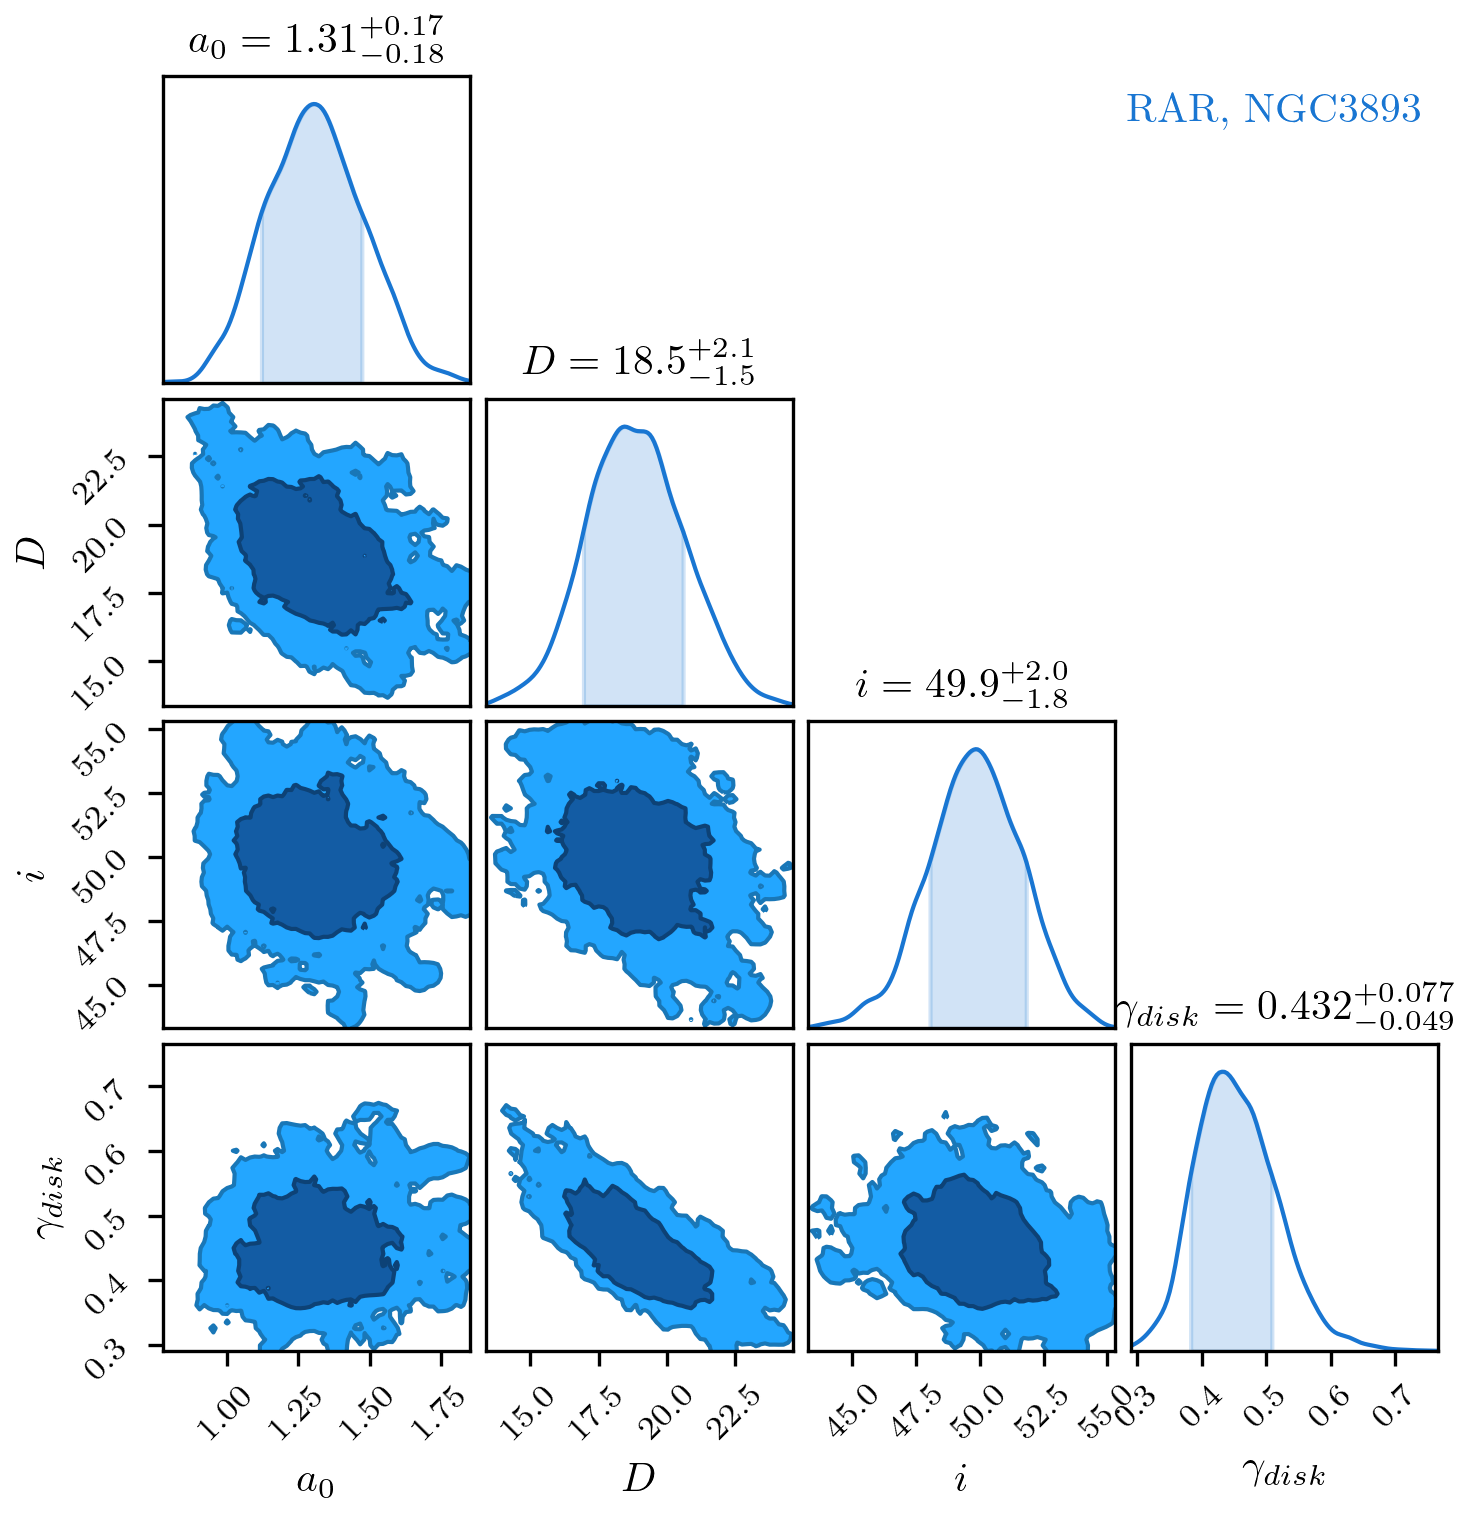 a_0 = 1.31^{+0.17}_{-0.18}
RAR, NGC3893
D = 18.5^{+2.1}_{-1.5}
D
22.5
20.0
17.5
15.0
i = 49.9^{+2.0}_{-1.8}
i
55.0
52.5
50.0
47.5
45.0
γ_{disk} = 0.432^{+0.077}_{-0.049}
γ_{disk}
0.7
0.6
0.5
0.4
0.3
1.00 1.25 1.50 1.75
15.0 17.5 20.0 22.5
45.0 47.5 50.0 52.5 55.0
0.3 0.4 0.5 0.6 0.7
a_0
D
i
γ_{disk}